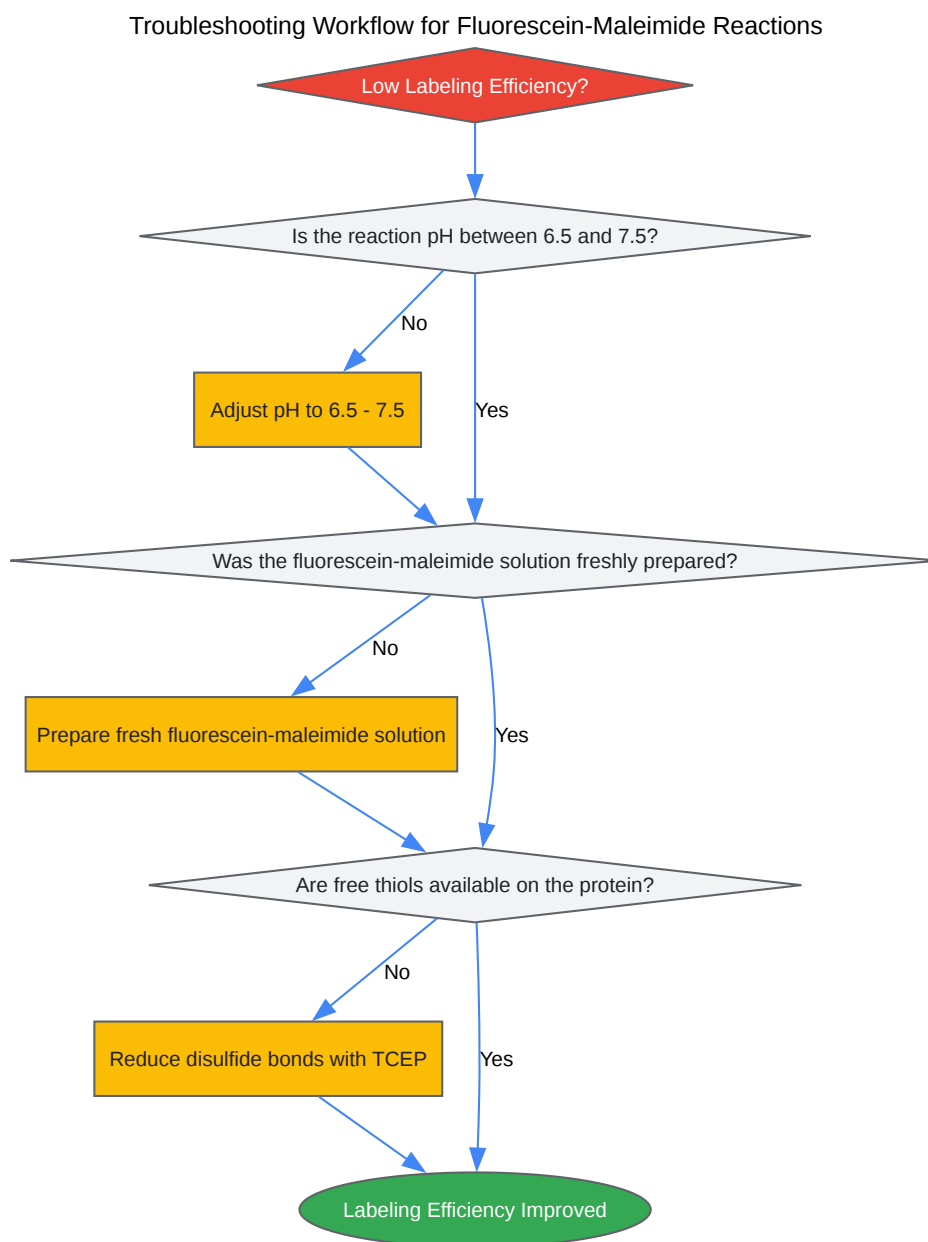 Troubleshooting Workflow for Fluorescein-Maleimide Reactions
Low Labeling Efficiency?
Is the reaction pH between 6.5 and 7.5?
No
Adjust pH to 6.5 - 7.5
Yes
Was the fluorescein-maleimide solution freshly prepared?
No
Prepare fresh fluorescein-maleimide solution
Yes
Are free thiols available on the protein?
No
Reduce disulfide bonds with TCEP
Yes
Labeling Efficiency Improved